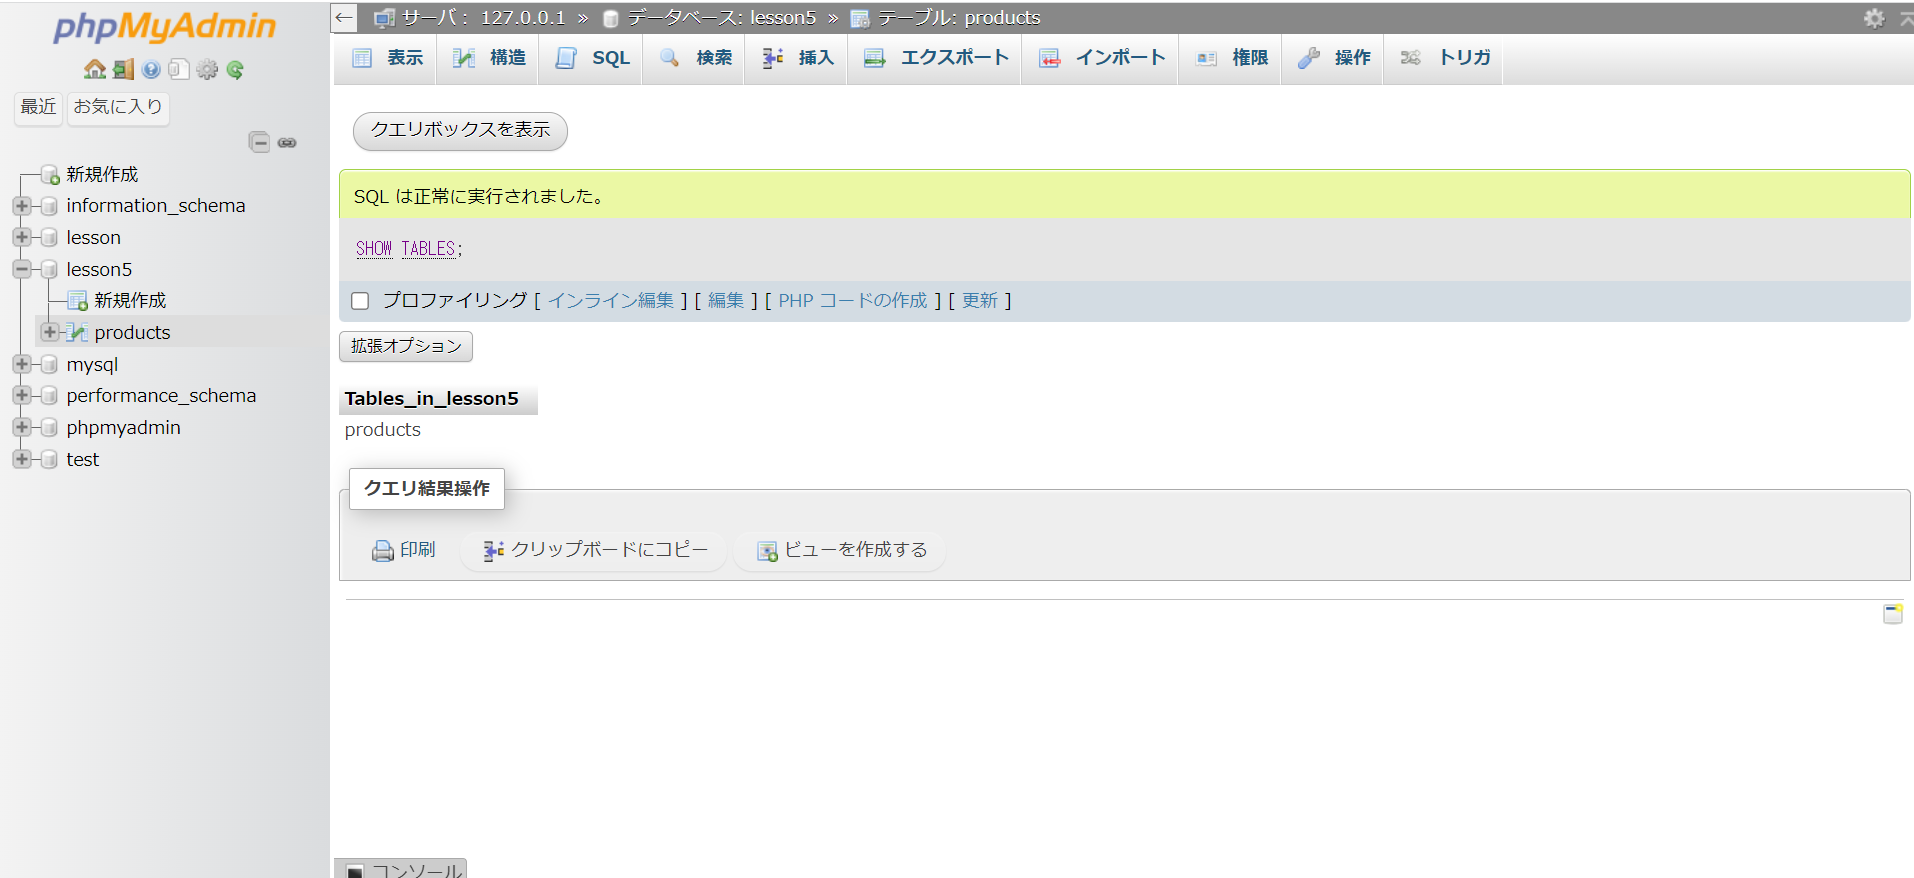 phpMyAdmin
最近 お気に入り
新規作成
information_schema
lesson
lesson5
新規作成
products
mysql
performance_schema
phpmyadmin
test
← サーバ: 127.0.0.1 » データベース: lesson5 » テーブル: products
表示 構造 SQL 検索 挿入 エクスポート インポート 権限 操作 トリガ
クエリボックスを表示
SQL は正常に実行されました。
SHOW TABLES;
プロファイリング [ インライン編集 ] [ 編集 ] [ PHP コードの作成 ] [ 更新 ]
拡張オプション
Tables_in_lesson5
products
クエリ結果操作
印刷 クリップボードにコピー ビューを作成する
コンソール